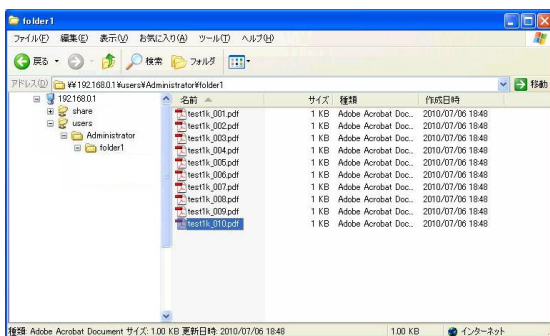 folder1
ファイル(F) 編集(E) 表示(V) お気に入り(A) ツール(T) ヘルプ(H)
戻る 検索 フォルダ
アドレス(D) ¥¥192.168.0.1¥users¥Administrator¥folder1 移動
192.168.0.1
share
users
Administrator
folder1
名前 サイズ 種類 作成日時
test1k_001.pdf 1 KB Adobe Acrobat Doc... 2010/07/06 18:48
test1k_002.pdf 1 KB Adobe Acrobat Doc... 2010/07/06 18:48
test1k_003.pdf 1 KB Adobe Acrobat Doc... 2010/07/06 18:48
test1k_004.pdf 1 KB Adobe Acrobat Doc... 2010/07/06 18:48
test1k_005.pdf 1 KB Adobe Acrobat Doc... 2010/07/06 18:48
test1k_006.pdf 1 KB Adobe Acrobat Doc... 2010/07/06 18:48
test1k_007.pdf 1 KB Adobe Acrobat Doc... 2010/07/06 18:48
test1k_008.pdf 1 KB Adobe Acrobat Doc... 2010/07/06 18:48
test1k_009.pdf 1 KB Adobe Acrobat Doc... 2010/07/06 18:48
test1k_010.pdf 1 KB Adobe Acrobat Doc... 2010/07/06 18:48
種類: Adobe Acrobat Document サイズ: 1.00 KB 更新日時: 2010/07/06 18:48 1.00 KB インターネット